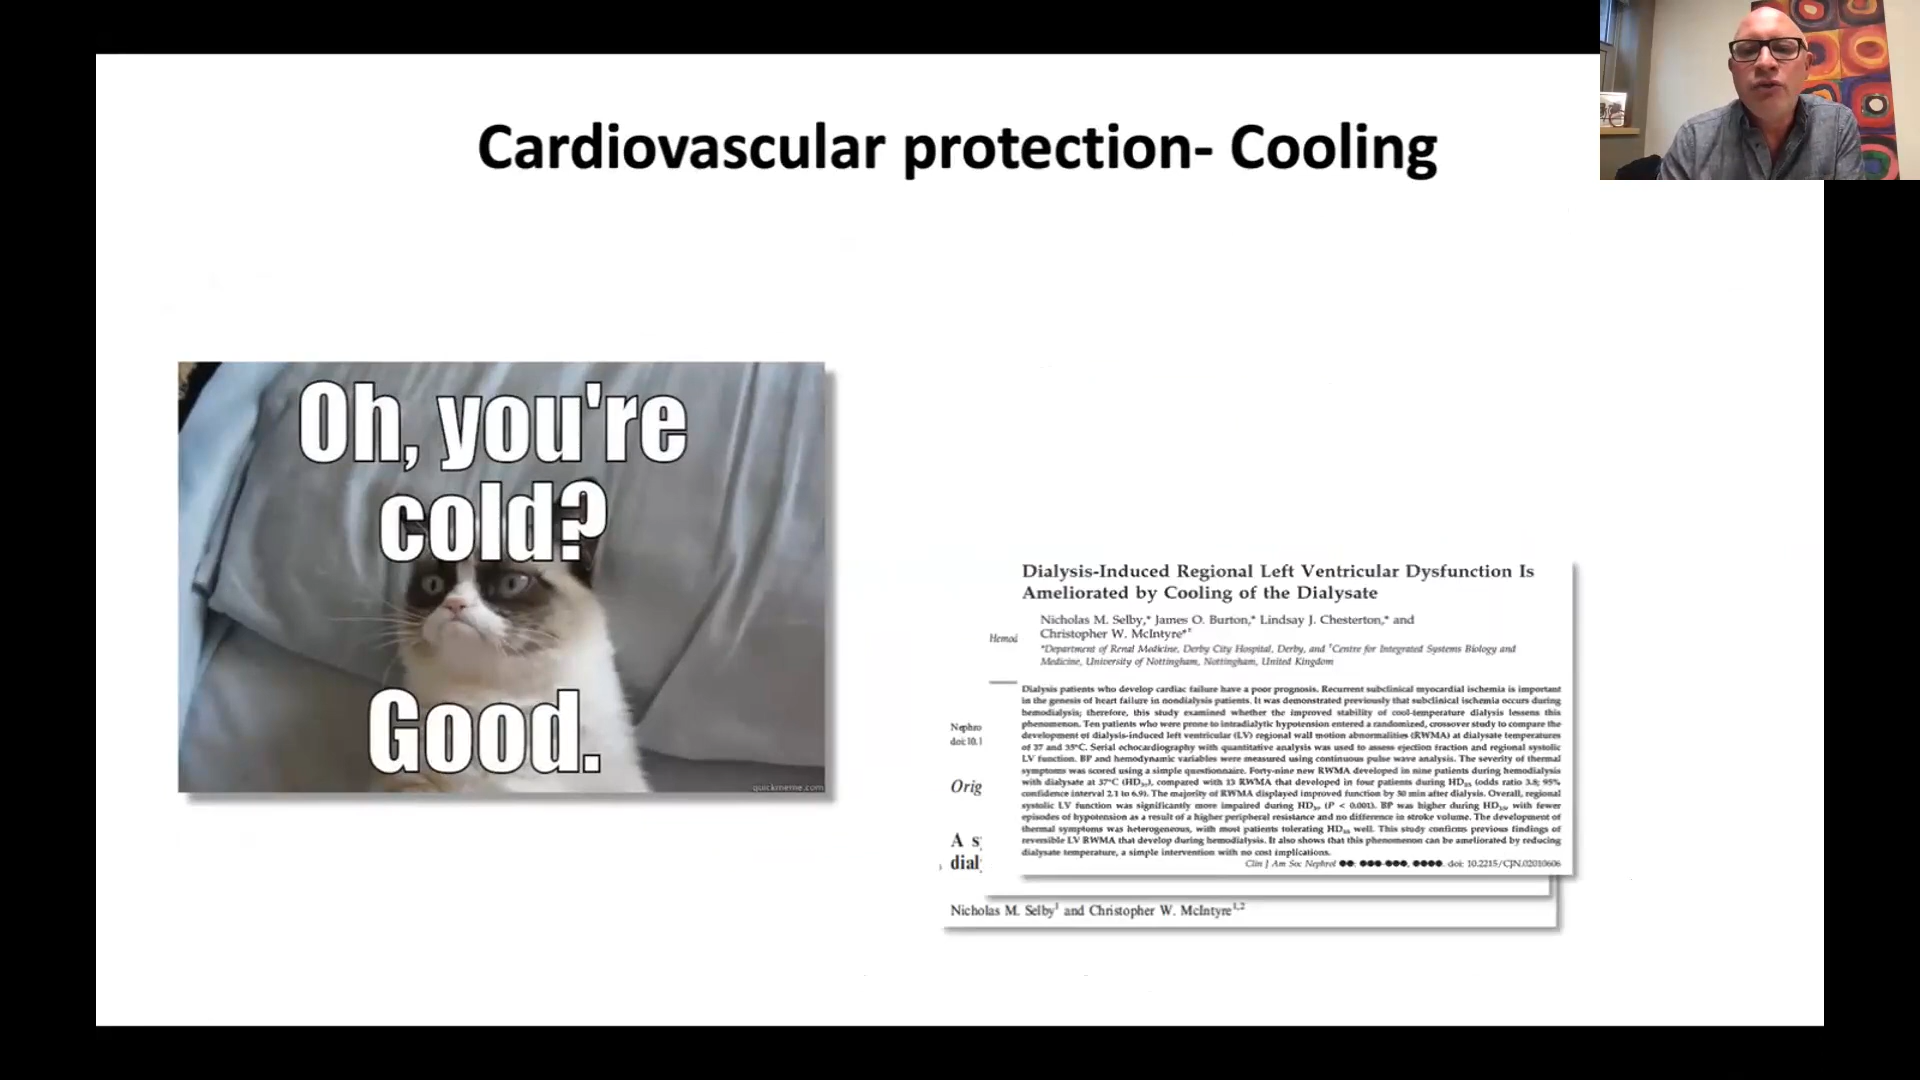 Cardiovascular protection- Cooling
Oh, you're
cold?
Good.
quickmeme.com
Dialysis-Induced Regional Left Ventricular Dysfunction Is
Ameliorated by Cooling of the Dialysate
Nicholas M. Selby,* James O. Burton,* Lindsay J. Chesterton,* and
Christopher W. McIntyre*†
*Department of Renal Medicine, Derby City Hospital, Derby, and †Centre for Integrated Systems Biology and
Medicine, University of Nottingham, Nottingham, United Kingdom
Dialysis patients who develop cardiac failure have a poor prognosis. Recurrent subclinical myocardial ischemia is important
in the genesis of heart failure in nondialysis patients. It was demonstrated previously that subclinical ischemia occurs during
hemodialysis; therefore, this study examined whether the improved stability of cool-temperature dialysis lessens this
phenomenon. Ten patients who were prone to intradialytic hypotension entered a randomized, crossover study to compare the
development of dialysis-induced left ventricular (LV) regional wall motion abnormalities (RWMA) at dialysate temperatures
of 37 and 35°C. Serial echocardiography with quantitative analysis was used to assess ejection fraction and regional systolic
LV function. BP and hemodynamic variables were measured using continuous pulse wave analysis. The severity of thermal
symptoms was scored using a simple questionnaire. Forty-nine new RWMA developed in nine patients during hemodialysis
with dialysate at 37°C (HD37), compared with 13 RWMA that developed in four patients during HD35 (odds ratio 3.8; 95%
confidence interval 2.1 to 6.9). The majority of RWMA displayed improved function by 30 min after dialysis. Overall, regional
systolic LV function was significantly more impaired during HD37 (P < 0.001). BP was higher during HD35, with fewer
episodes of hypotension as a result of a higher peripheral resistance and no difference in stroke volume. The development of
thermal symptoms was heterogeneous, with most patients tolerating HD35 well. This study confirms previous findings of
reversible LV RWMA that develop during hemodialysis. It also shows that this phenomenon can be ameliorated by reducing
dialysate temperature, a simple intervention with no cost implications.
Clin J Am Soc Nephrol ●●: ●●●–●●●, ●●●●. doi: 10.2215/CJN.02010606
Hemod
Nephro
doi:10.1
Orig
A s
dial
Nicholas M. Selby1 and Christopher W. McIntyre1,2